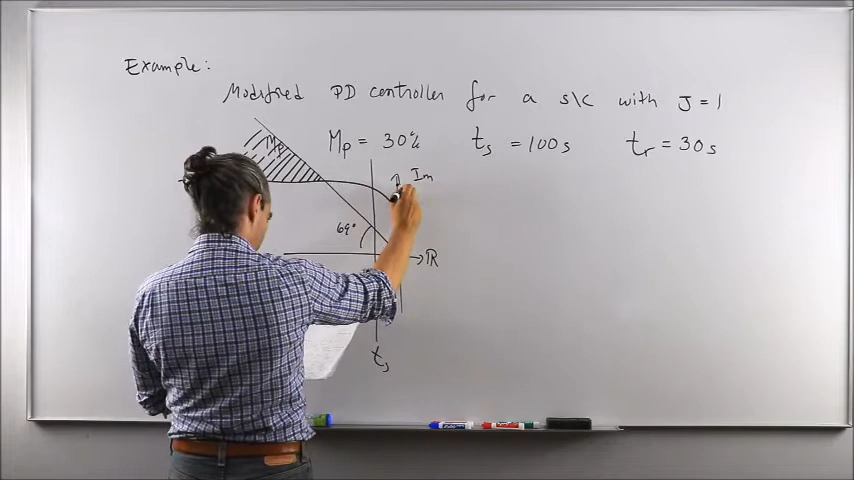 Example:
Modified PD controller for a s\c with J = 1
Mp Mp = 30% ts = 100s tr = 30s
Im
69°
ℝ
ts